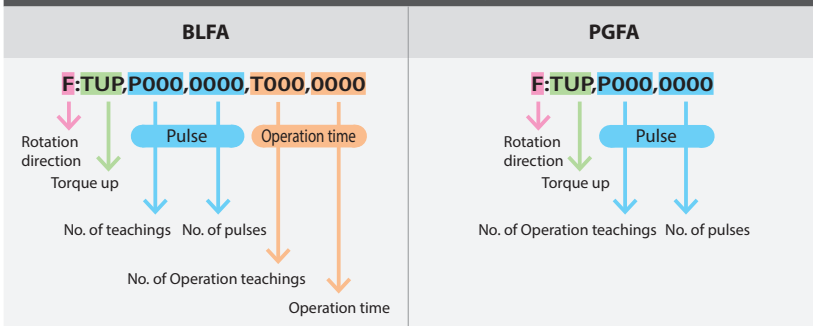 BLFA
F:TUP,P000,0000,T000,0000
Pulse
Operation time
Rotation
direction
Torque up
No. of teachings
No. of pulses
No. of Operation teachings
Operation time
PGFA
F:TUP,P000,0000
Pulse
Rotation
direction
Torque up
No. of Operation teachings
No. of pulses